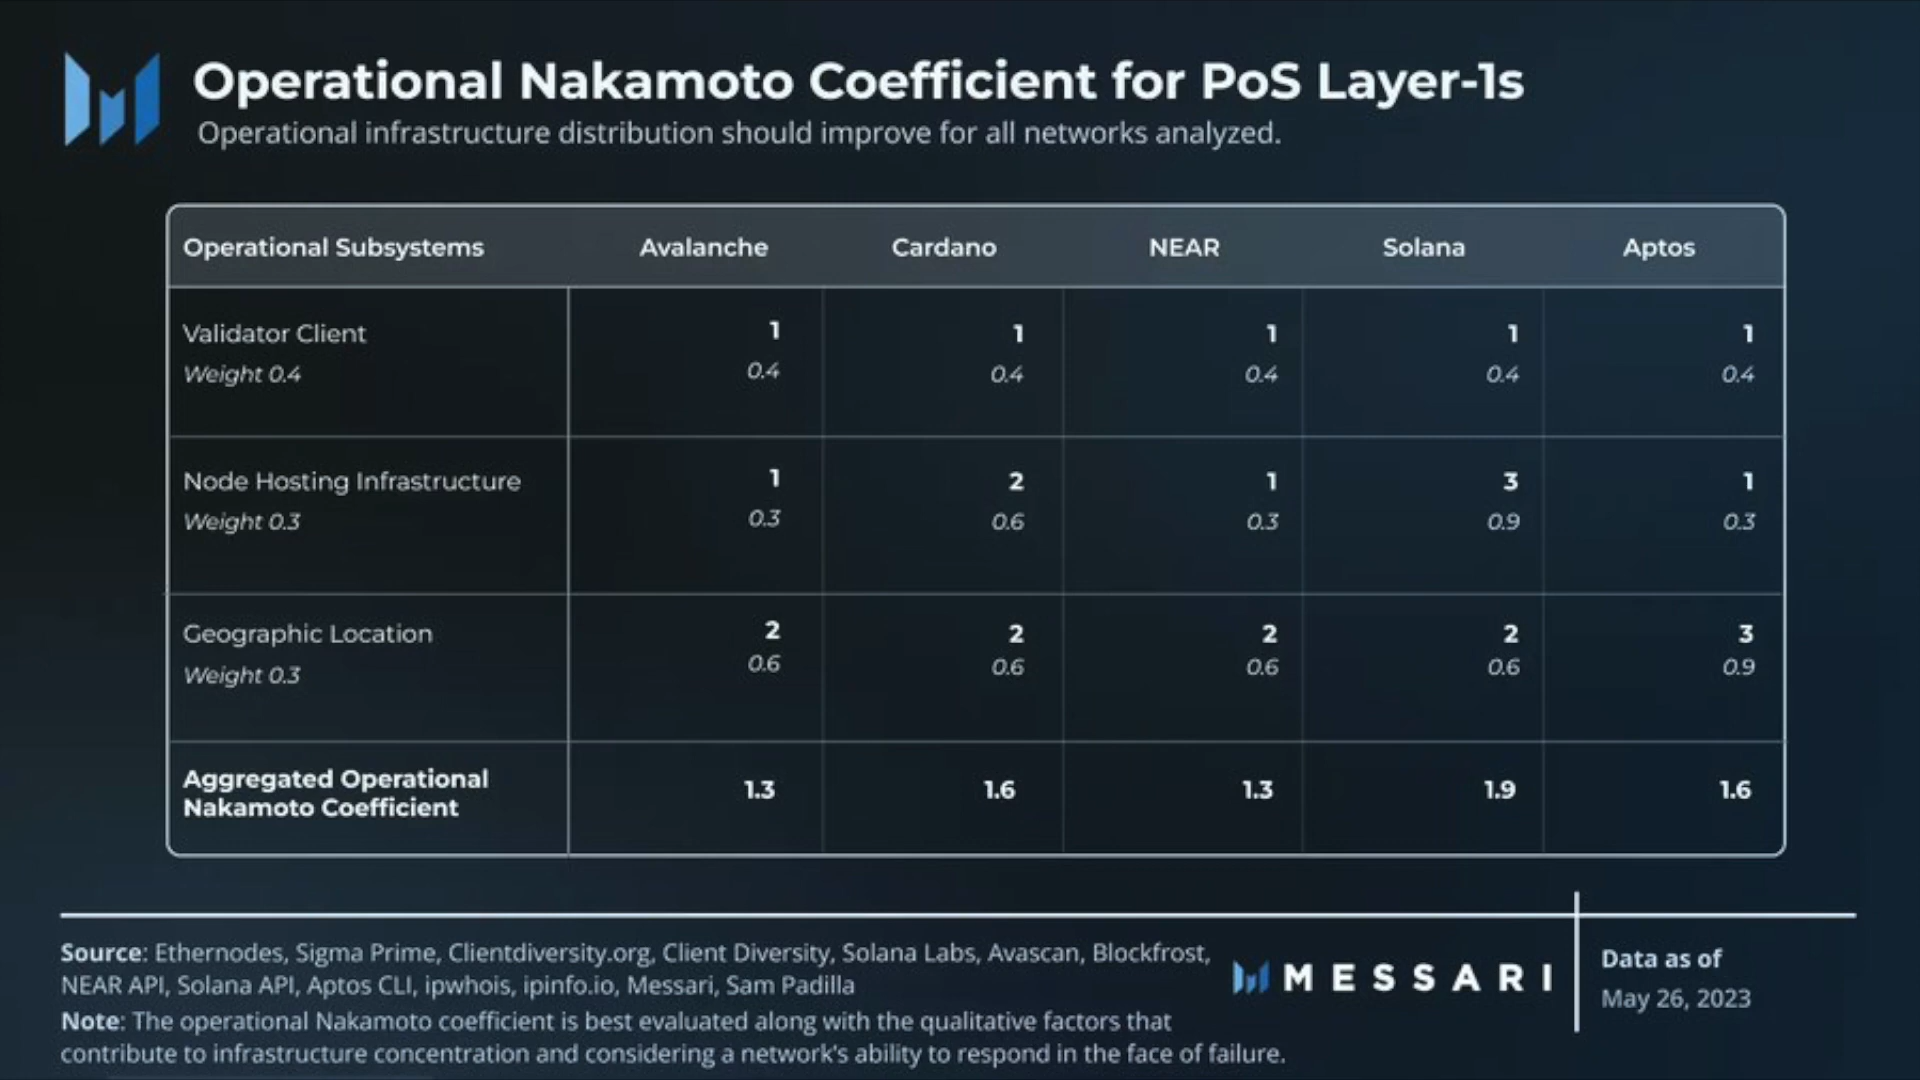 Operational Nakamoto Coefficient for PoS Layer-1s
Operational infrastructure distribution should improve for all networks analyzed.
Operational Subsystems Avalanche Cardano NEAR Solana Aptos
Validator Client 1 1 1 1 1
Weight 0.4 0.4 0.4 0.4 0.4 0.4
Node Hosting Infrastructure 1 2 1 3 1
Weight 0.3 0.3 0.6 0.3 0.9 0.3
Geographic Location 2 2 2 2 3
Weight 0.3 0.6 0.6 0.6 0.6 0.9
Aggregated Operational
Nakamoto Coefficient 1.3 1.6 1.3 1.9 1.6
Source: Ethernodes, Sigma Prime, Clientdiversity.org, Client Diversity, Solana Labs, Avascan, Blockfrost,
NEAR API, Solana API, Aptos CLI, ipwhois, ipinfo.io, Messari, Sam Padilla
Note: The operational Nakamoto coefficient is best evaluated along with the qualitative factors that
contribute to infrastructure concentration and considering a network's ability to respond in the face of failure.
MESSARI
Data as of
May 26, 2023